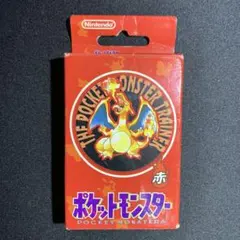 Nintendo
THE POCKET MONSTER TRAINER
赤
ポケットモンスター
POCKET MONSTERS